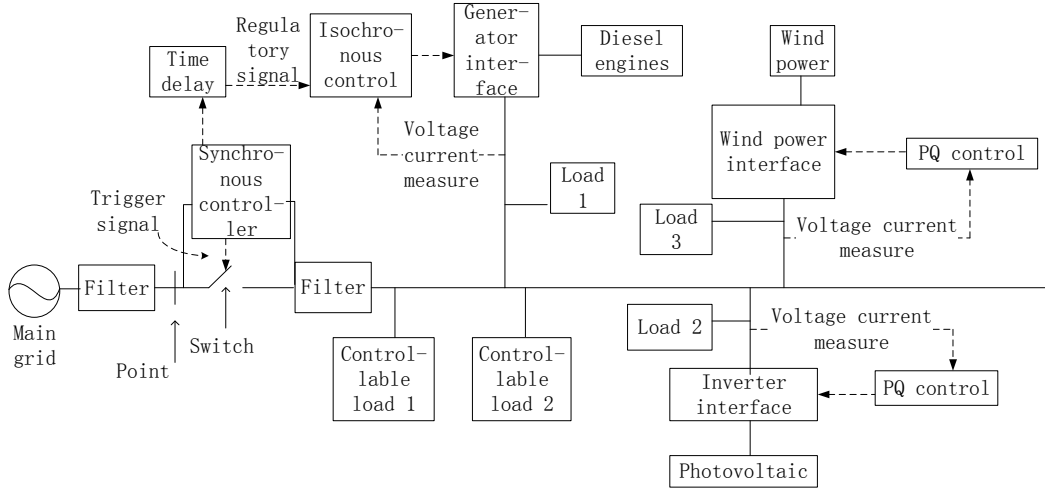 Time
delay
Regula
tory
signal
Isochro-
nous
control
Gener-
ator
inter-
face
Diesel
engines
Wind
power
Synchro-
nous
control-
ler
Voltage
current
measure
Load
1
Wind power
interface
PQ control
Trigger
signal
Load
3
Voltage current
measure
Main
grid
Filter
Point
Switch
Filter
Control-
lable
load 1
Control-
lable
load 2
Load 2
Voltage current
measure
Inverter
interface
PQ control
Photovoltaic